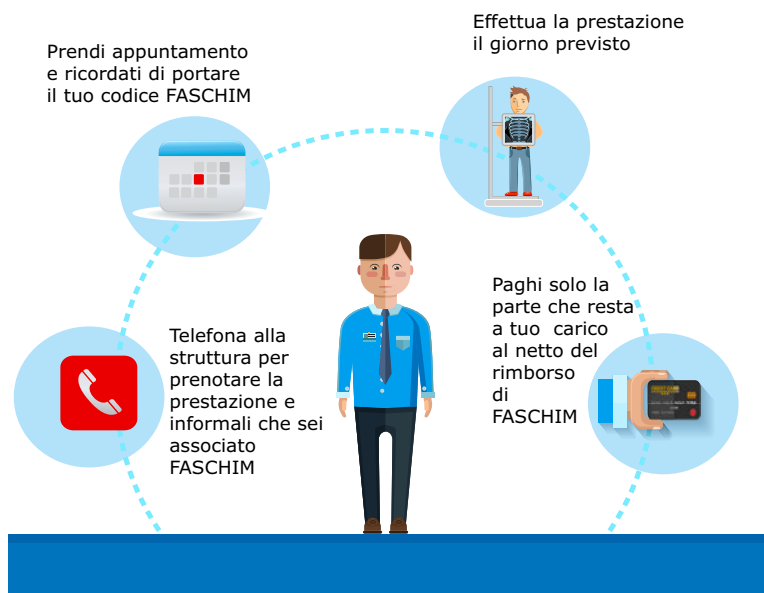 Effettua la prestazione
il giorno previsto
Prendi appuntamento
e ricordati di portare
il tuo codice FASCHIM
Paghi solo la
parte che resta
a tuo carico
al netto del
rimborso
di
FASCHIM
Telefona alla
struttura per
prenotare la
prestazione e
informali che sei
associato
FASCHIM